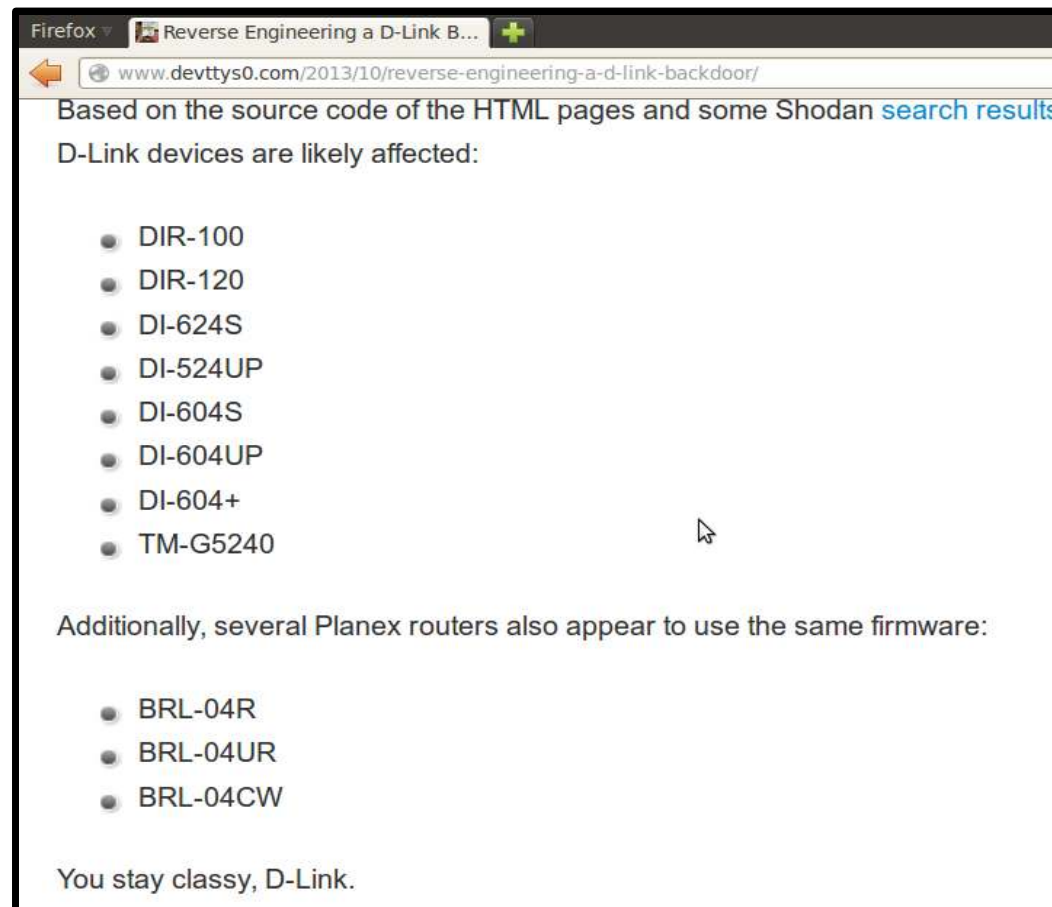 Firefox
Reverse Engineering a D-Link B...
www.devttys0.com/2013/10/reverse-engineering-a-d-link-backdoor/
Based on the source code of the HTML pages and some Shodan search results
D-Link devices are likely affected:
DIR-100
DIR-120
DI-624S
DI-524UP
DI-604S
DI-604UP
DI-604+
TM-G5240
Additionally, several Planex routers also appear to use the same firmware:
BRL-04R
BRL-04UR
BRL-04CW
You stay classy, D-Link.